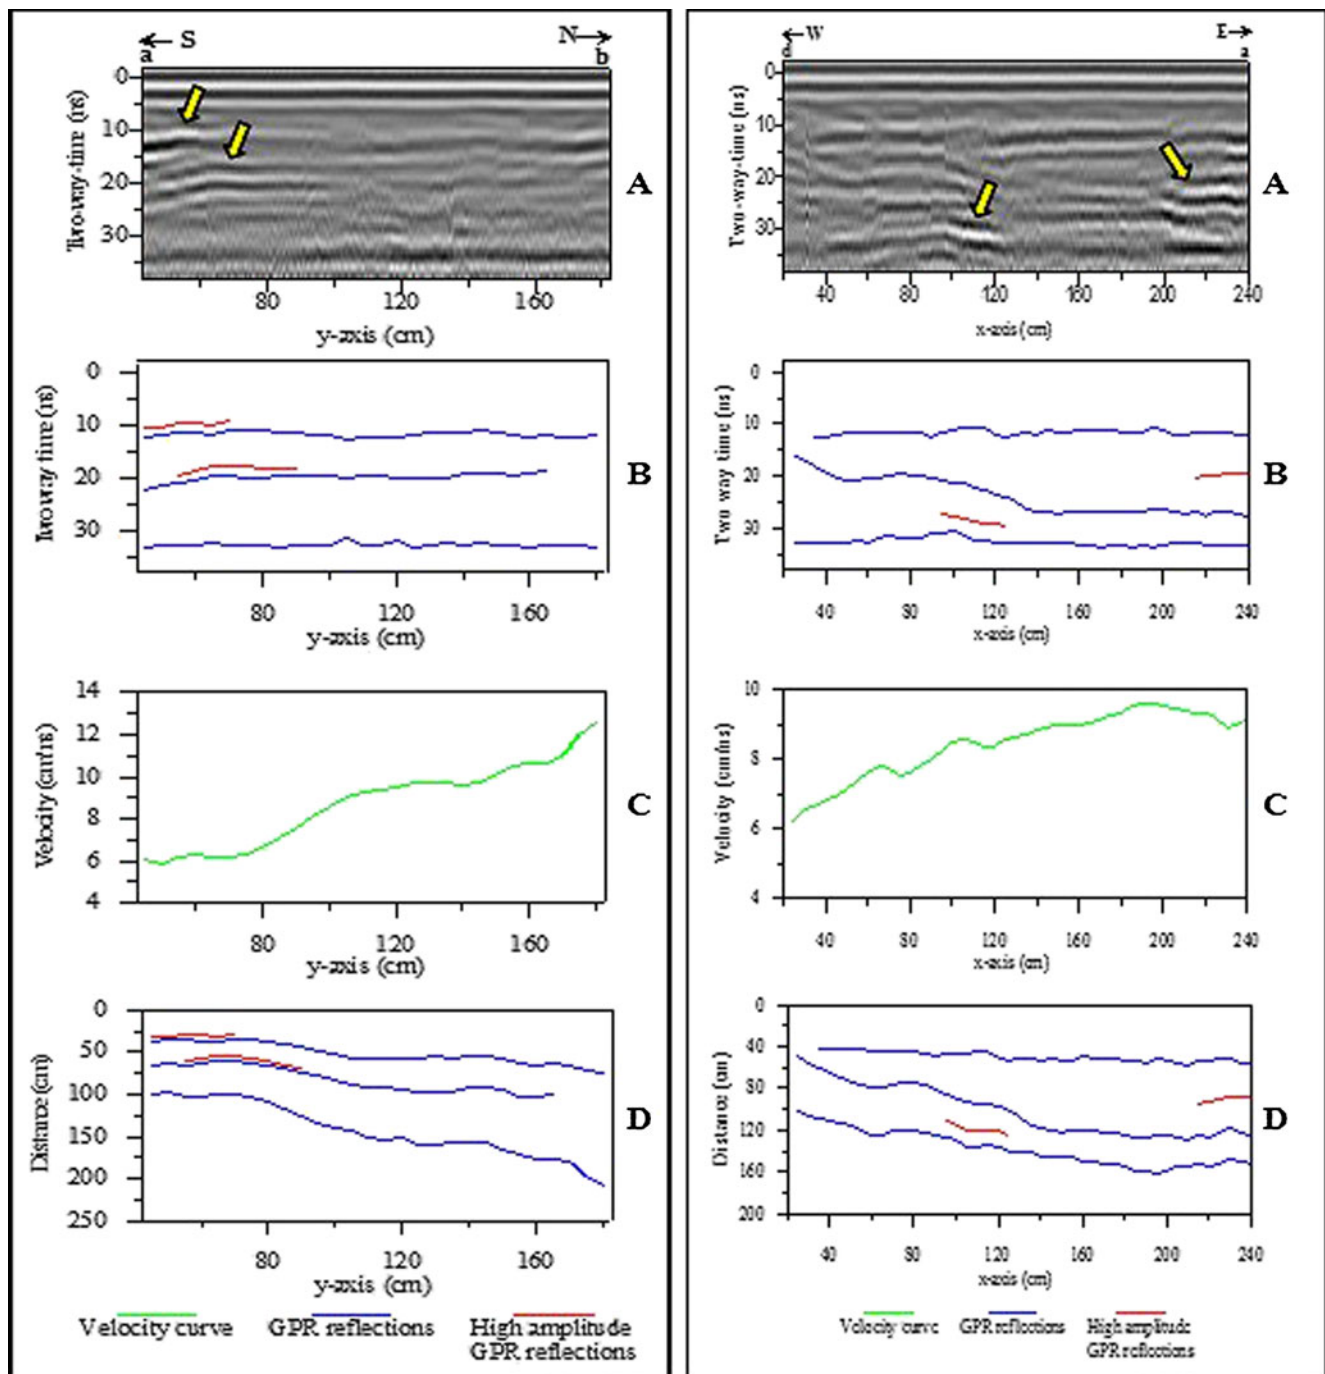 S N
a b
0
10
20
30
Two-way-time (ns)
80 120 160
y-axis (cm)
A
0
10
20
30
Two way time (ns)
80 120 160
y-axis (cm)
B
14
12
10
8
6
4
Velocity (cm/ns)
80 120 160
y-axis (cm)
C
0
50
100
150
200
250
Distance (cm)
80 120 160
y-axis (cm)
D
Velocity curve GPR reflections High amplitude
GPR reflections
W E
d a
0
10
20
30
Two-way-time (ns)
40 80 120 160 200 240
x-axis (cm)
A
0
10
20
30
Two way time (ns)
40 80 120 160 200 240
x-axis (cm)
B
10
8
6
4
Velocity (cm/ns)
40 80 120 160 200 240
x-axis (cm)
C
0
40
80
120
160
200
Distance (cm)
40 80 120 160 200 240
x-axis (cm)
D
Velocity curve GPR reflections High amplitude
GPR reflections